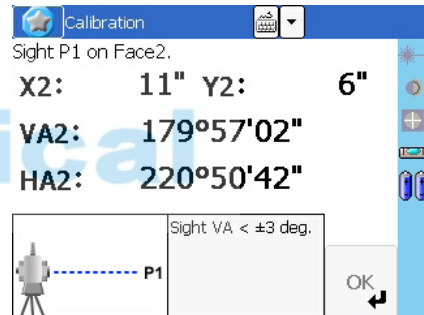 Calibration
Sight P1 on Face2.
X2: 11" Y2: 6"
VA2: 179°57'02"
HA2: 220°50'42"
Sight VA < ±3 deg.
P1
OK
ical